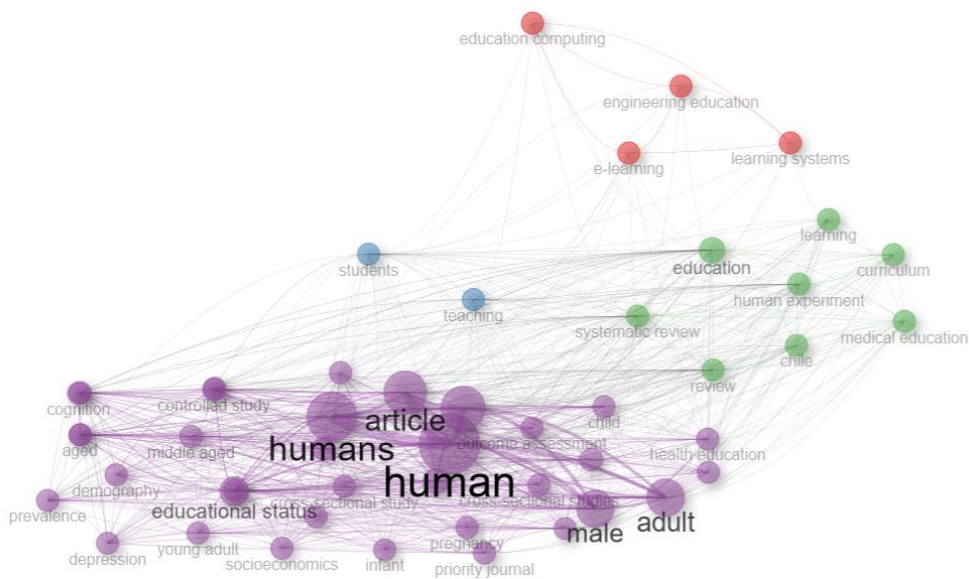 education computing
engineering education
learning systems
e-learning
learning
students
education
curriculum
human experiment
teaching
systematic review
medical education
chile
review
cognition
controlled study
article
child
humans
outcome assessment
aged
middle aged
health education
human
demography
cross sectional study
cross-sectional studies
prevalence
educational status
male
adult
young adult
pregnancy
depression
socioeconomics
infant
priority journal